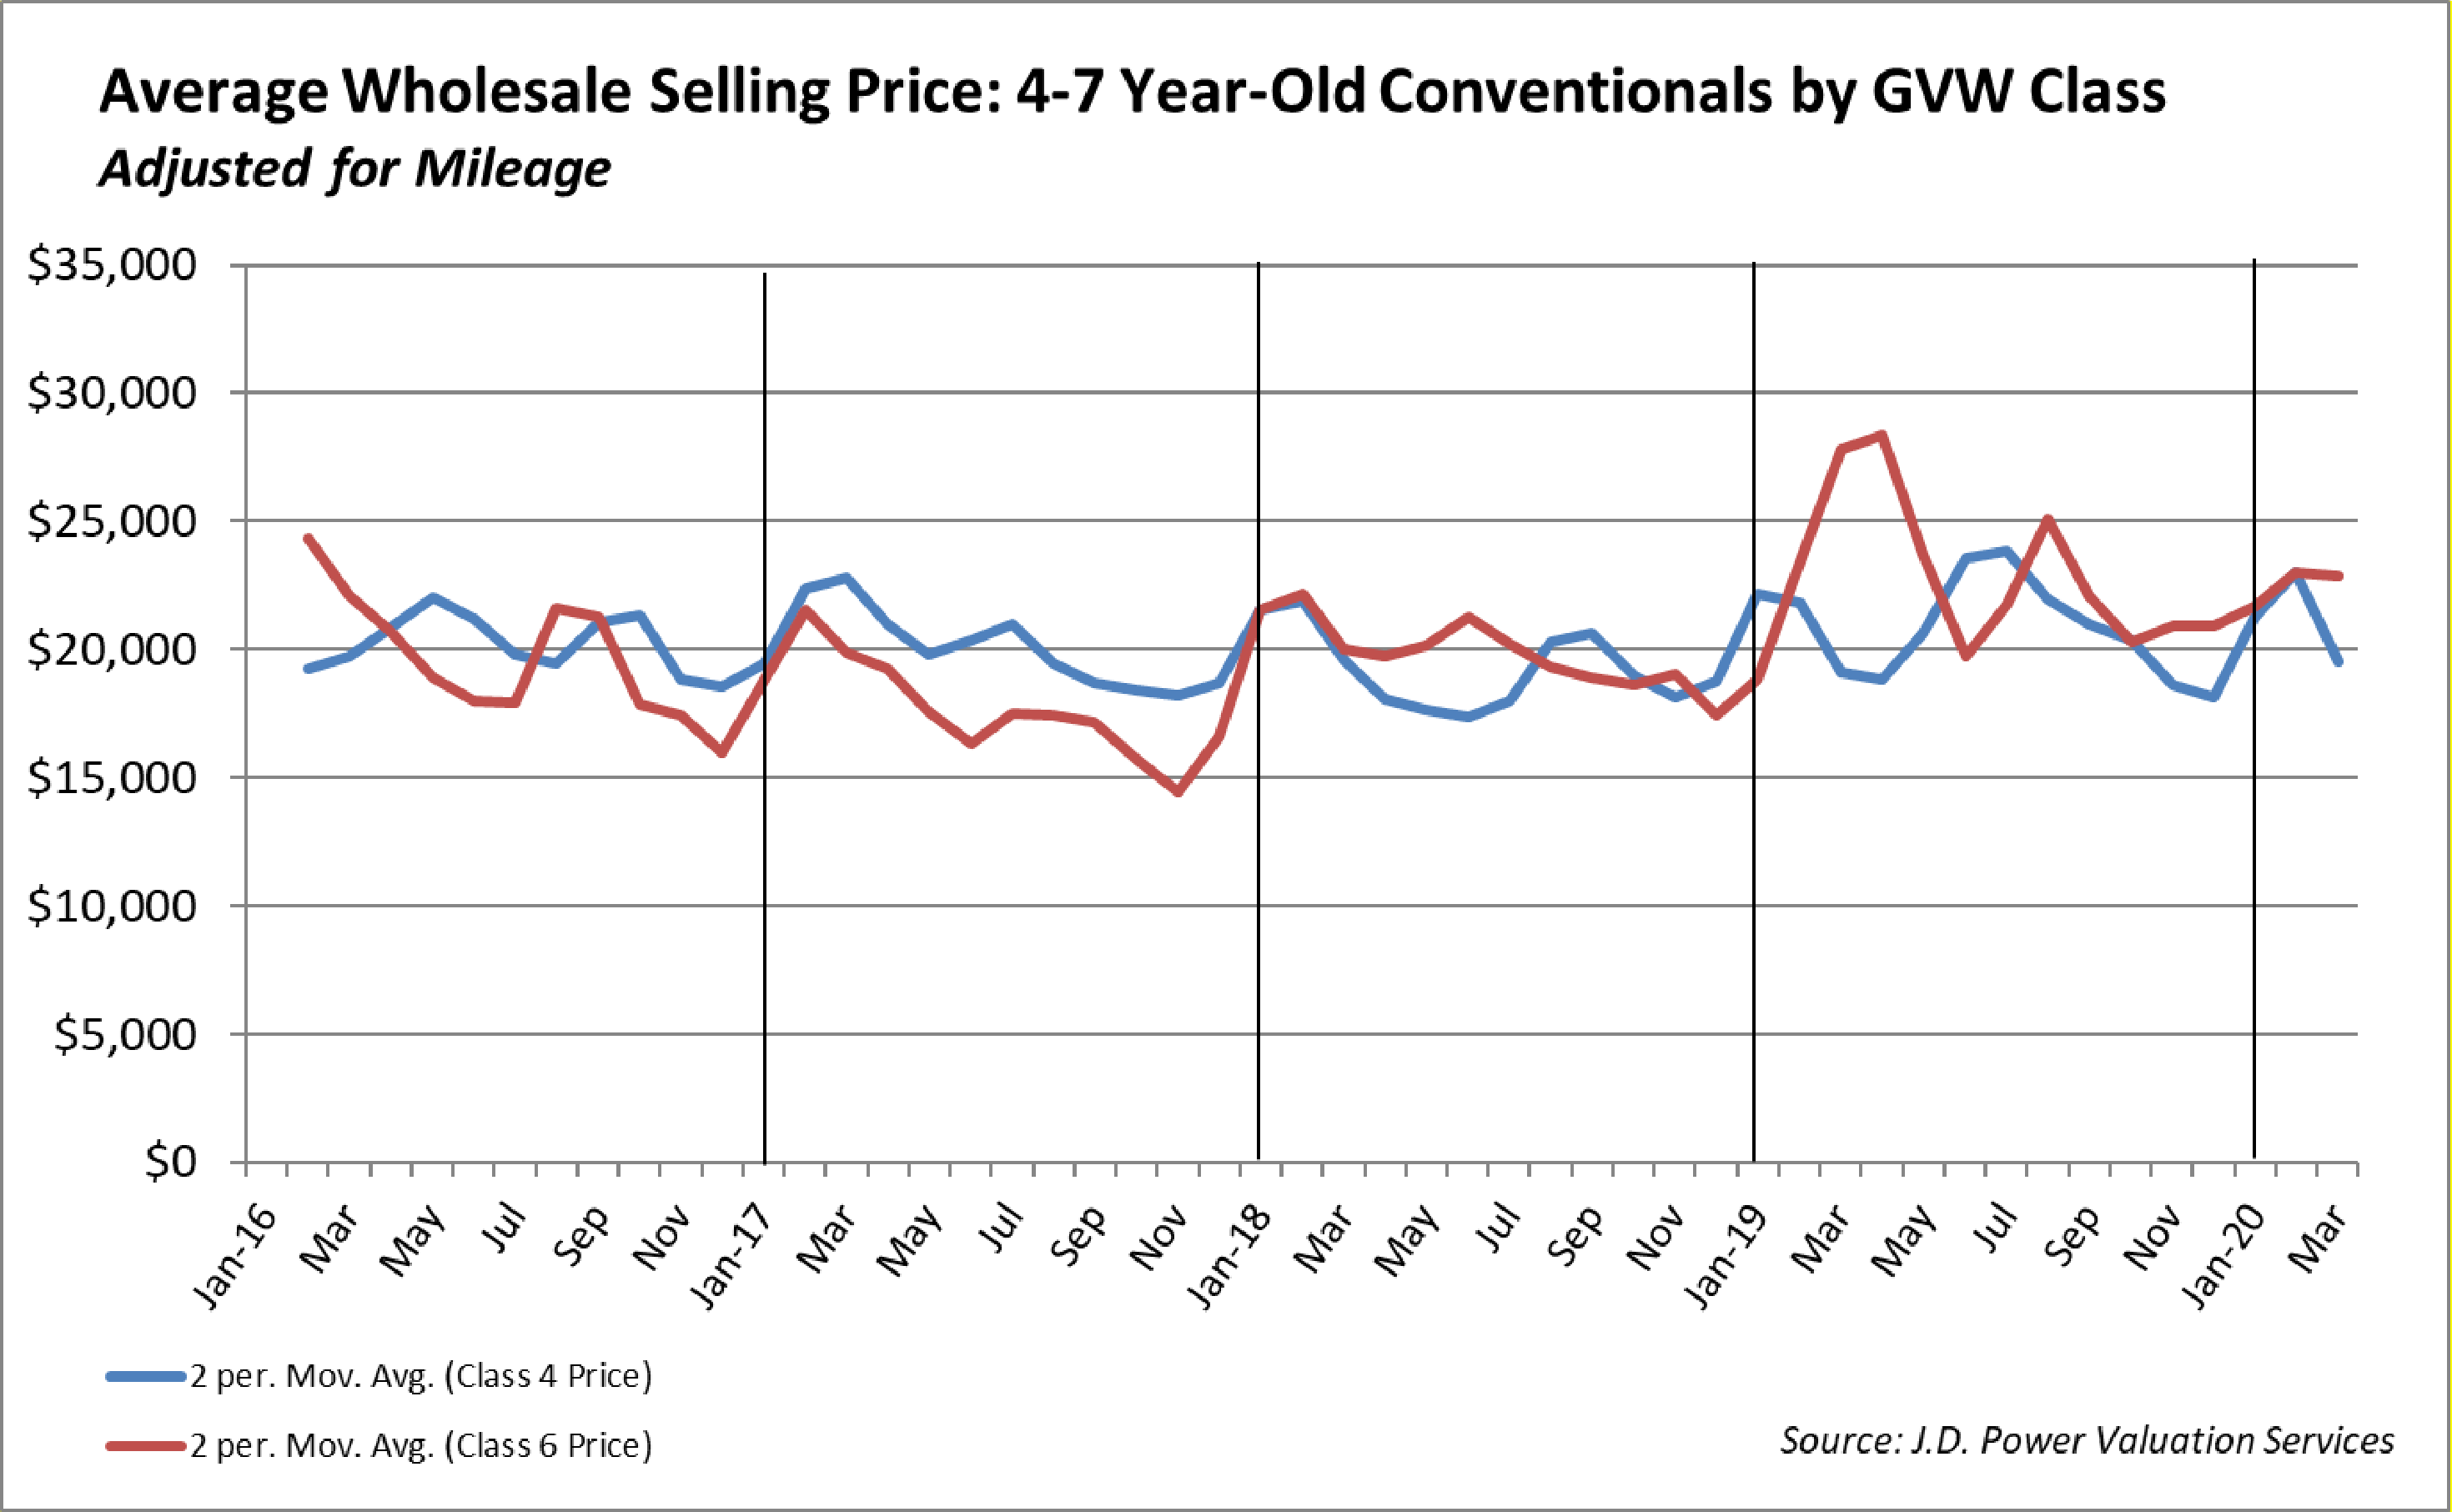 Average Wholesale Selling Price: 4-7 Year-Old Conventionals by GVW Class
Adjusted for Mileage
$35,000
$30,000
$25,000
$20,000
$15,000
$10,000
$5,000
$0
Jan-16 Mar May Jul Sep Nov Jan-17 Mar May Jul Sep Nov Jan-18 Mar May Jul Sep Nov Jan-19 Mar May Jul Sep Nov Jan-20 Mar
2 per. Mov. Avg. (Class 4 Price)
2 per. Mov. Avg. (Class 6 Price)
Source: J.D. Power Valuation Services